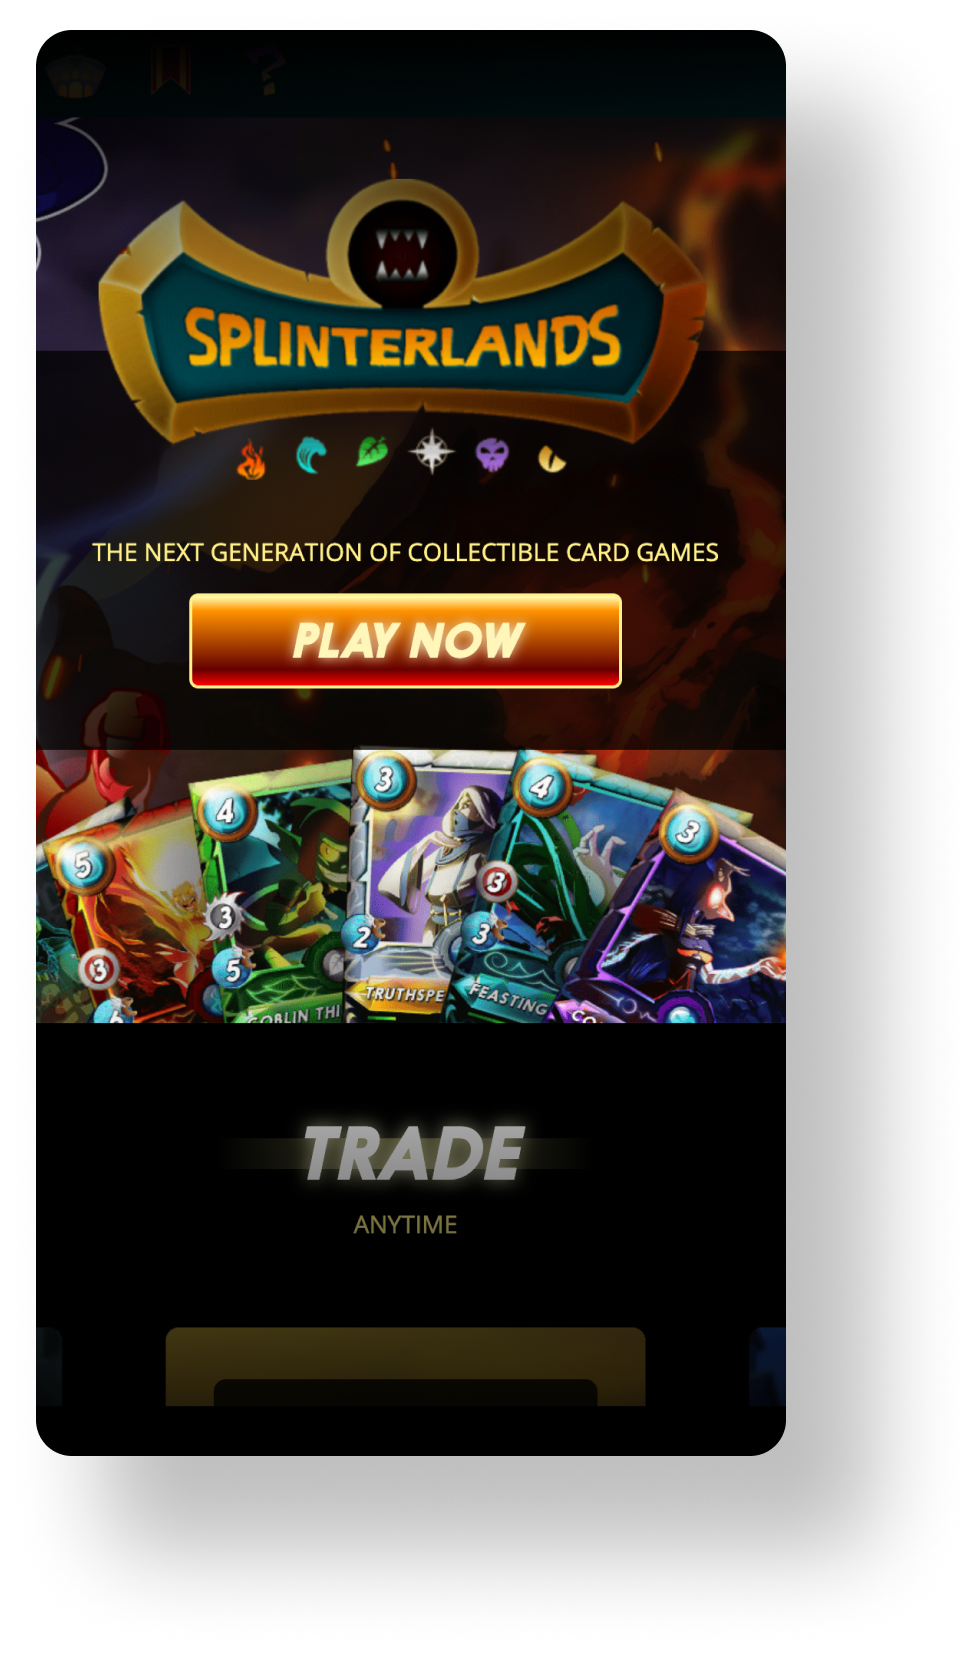 SPLINTERLANDS
THE NEXT GENERATION OF COLLECTIBLE CARD GAMES
PLAY NOW
3
4
4
3
5
3
3
2
3
3
5
TRUTHSPE
FEASTING
GOBLIN THI
TRADE
ANYTIME